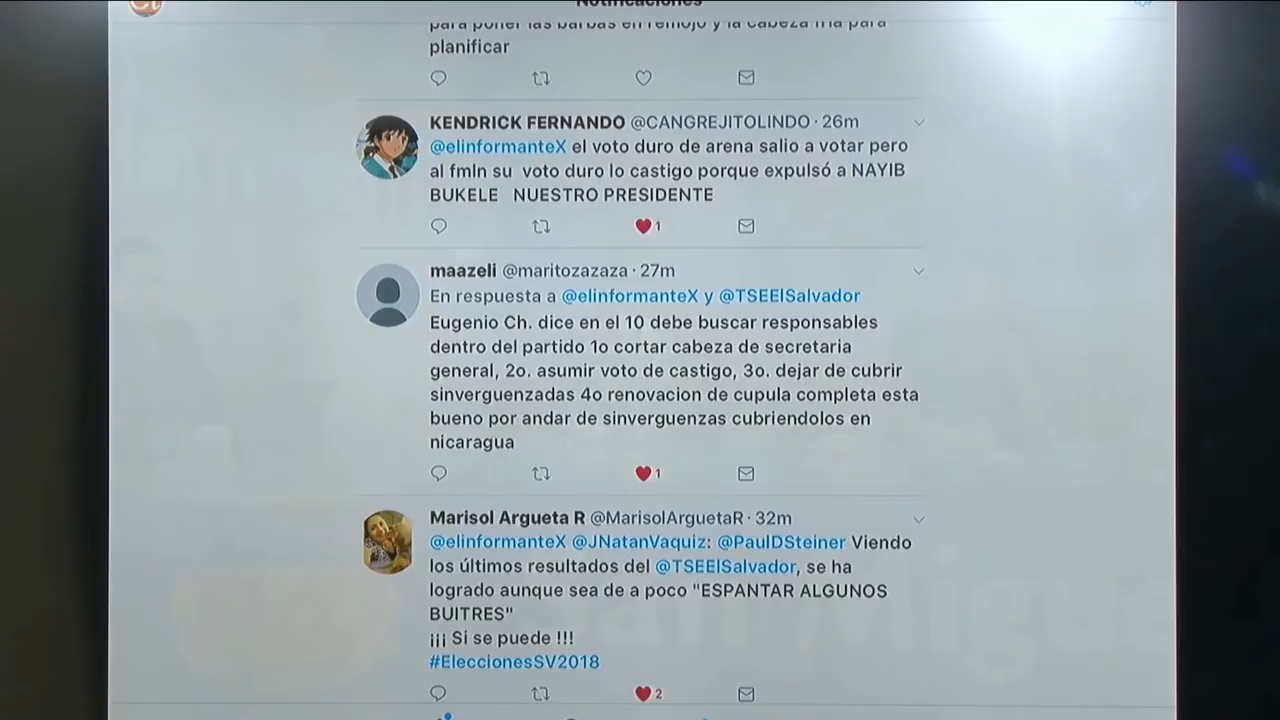 Notificaciones
para poner las barbas en remojo y la cabeza fria para
planificar
KENDRICK FERNANDO @CANGREJITOLINDO · 26m
@elinformanteX el voto duro de arena salio a votar pero
al fmln su voto duro lo castigo porque expulsó a NAYIB
BUKELE NUESTRO PRESIDENTE
1
maazeli @maritozazaza · 27m
En respuesta a @elinformanteX y @TSEElSalvador
Eugenio Ch. dice en el 10 debe buscar responsables
dentro del partido 1o cortar cabeza de secretaria
general, 2o. asumir voto de castigo, 3o. dejar de cubrir
sinverguenzadas 4o renovacion de cupula completa esta
bueno por andar de sinverguenzas cubriendolos en
nicaragua
1
Marisol Argueta R @MarisolArguetaR · 32m
@elinformanteX @JNatanVaquiz: @PaulDSteiner Viendo
los últimos resultados del @TSEElSalvador, se ha
logrado aunque sea de a poco "ESPANTAR ALGUNOS
BUITRES"
¡¡¡ Si se puede !!!
#EleccionesSV2018
2